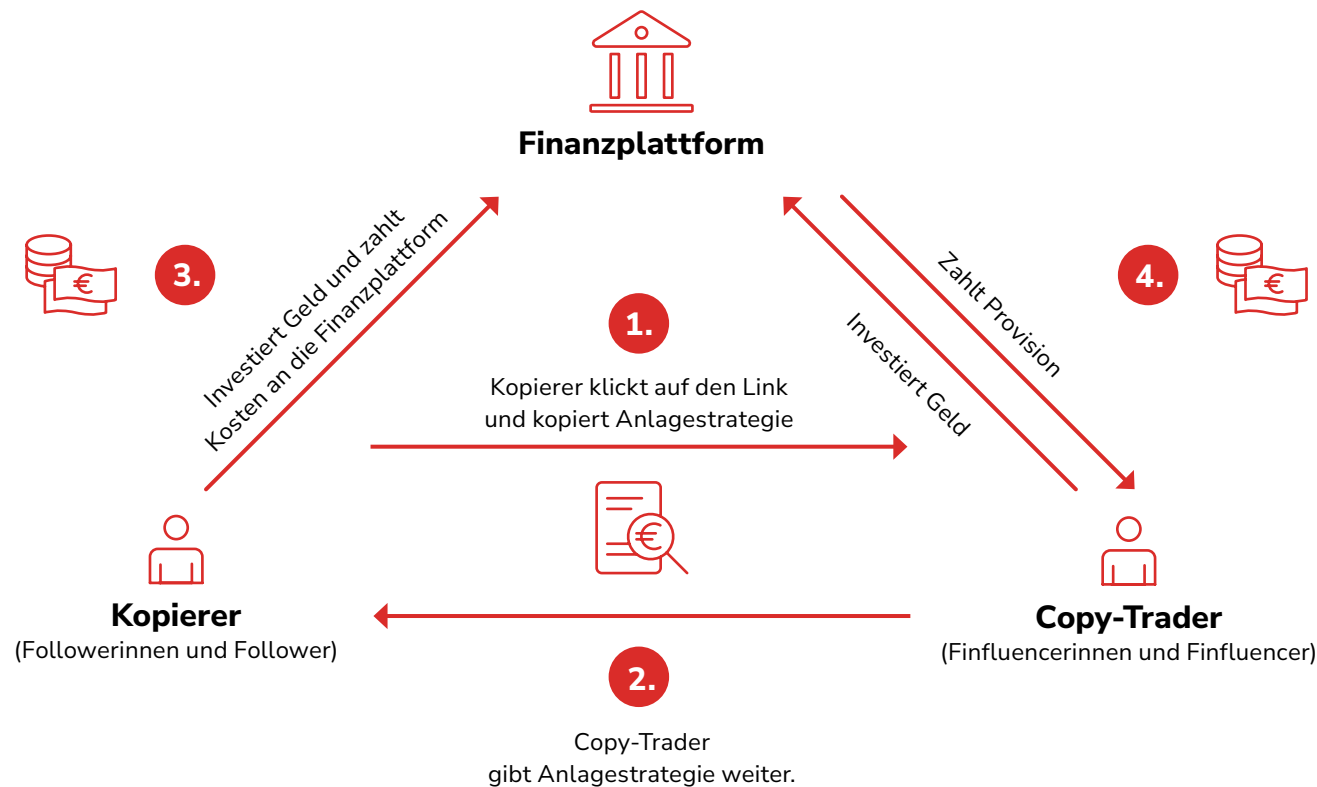 Finanzplattform
3.
Investiert Geld und zahlt
Kosten an die Finanzplattform
1.
Kopierer klickt auf den Link
und kopiert Anlagestrategie
Zahlt Provision
Investiert Geld
4.
€
€
€
Kopierer
(Followerinnen und Follower)
Copy-Trader
(Finfluencerinnen und Finfluencer)
2.
Copy-Trader
gibt Anlagestrategie weiter.